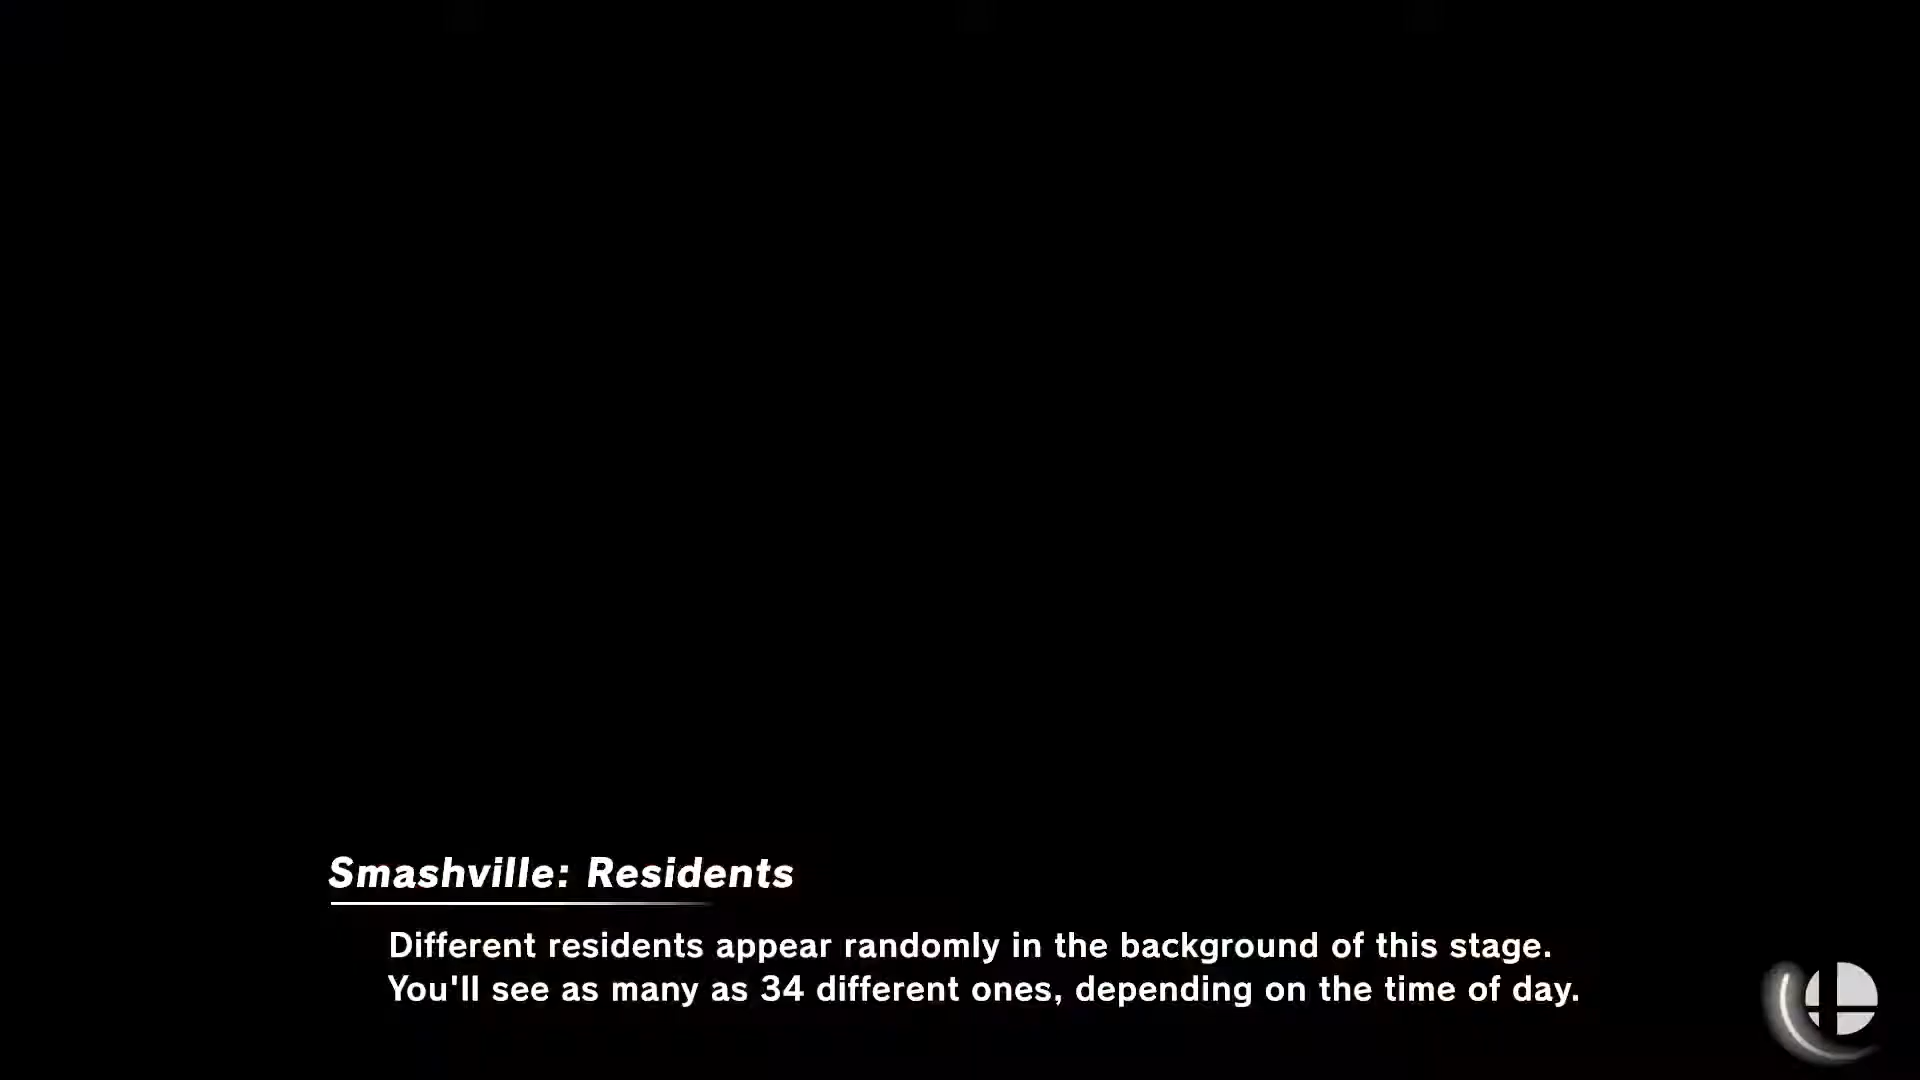 Smashville: Residents
Different residents appear randomly in the background of this stage.
You'll see as many as 34 different ones, depending on the time of day.